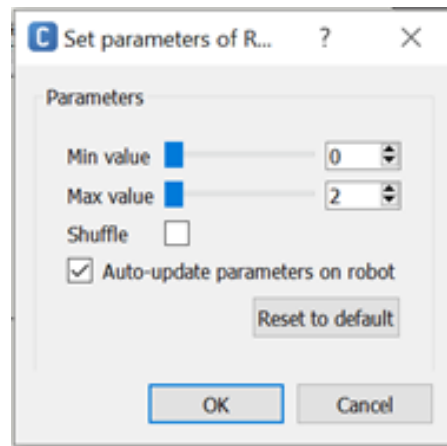 C Set parameters of R... ?
Parameters
Min value 0
Max value 2
Shuffle
Auto-update parameters on robot
Reset to default
OK Cancel